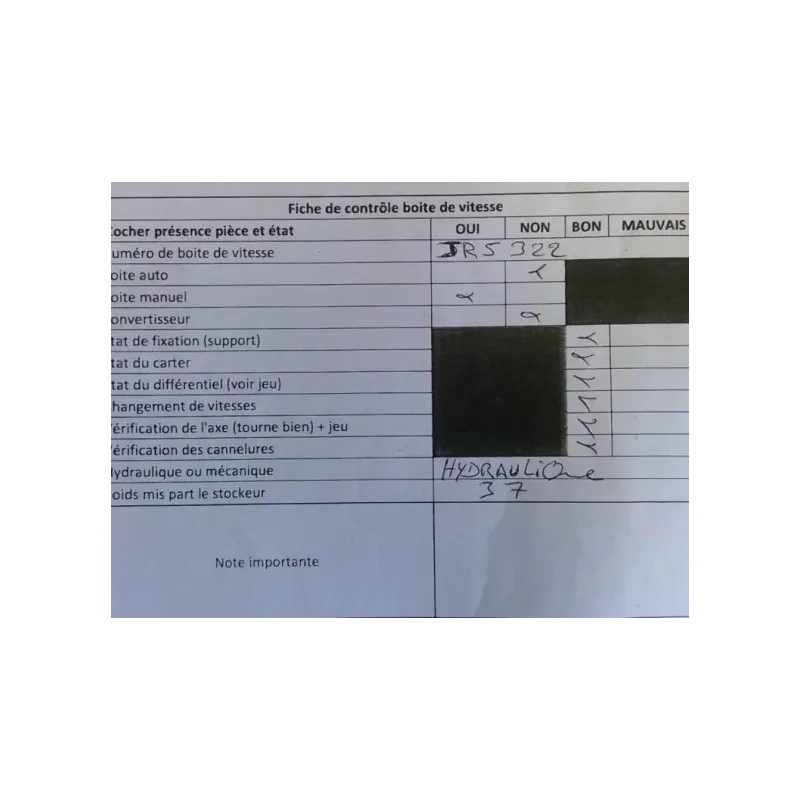 Fiche de contrôle boite de vitesse
Cocher présence pièce et état OUI NON BON MAUVAIS
uméro de boite de vitesse JR5 322
oite auto
oite manuel
onvertisseur
tat de fixation (support)
tat du carter
tat du différentiel (voir jeu)
hangement de vitesses
érification de l'axe (tourne bien) + jeu
érification des cannelures
ydraulique ou mécanique HYDRAULIQue
oids mis part le stockeur 37
Note importante